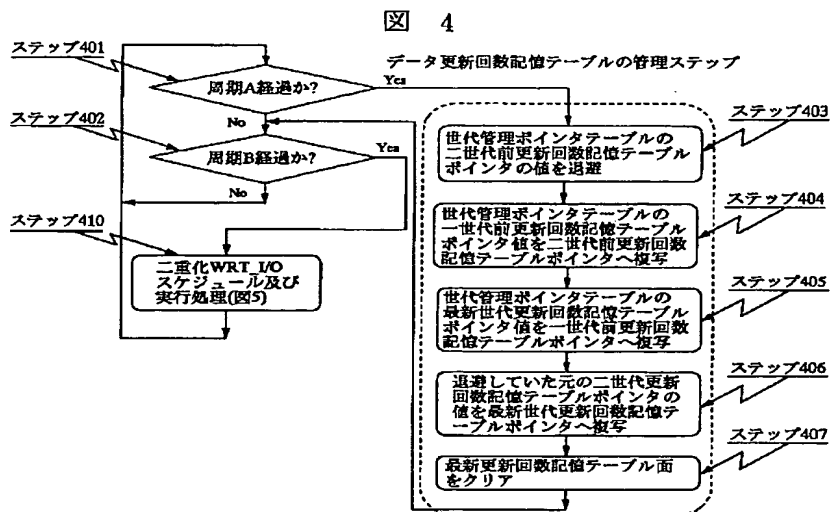 図 4
ステップ401
データ更新回数記憶テーブルの管理ステップ
周期A経過か?
Yes
No
ステップ402
周期B経過か?
Yes
No
ステップ410
二重化WRT_I/O
スケジュール及び
実行処理(図5)
ステップ403
世代管理ポインタテーブルの
二世代前更新回数記憶テーブル
ポインタの値を退避
ステップ404
世代管理ポインタテーブルの
一世代前更新回数記憶テーブル
ポインタ値を二世代前更新回数
記憶テーブルポインタへ複写
ステップ405
世代管理ポインタテーブルの
最新世代更新回数記憶テーブル
ポインタ値を一世代前更新回数
記憶テーブルポインタへ複写
ステップ406
退避していた元の二世代更新
回数記憶テーブルポインタの
値を最新世代更新回数記憶テ
ーブルポインタへ複写
ステップ407
最新更新回数記憶テーブル面
をクリア